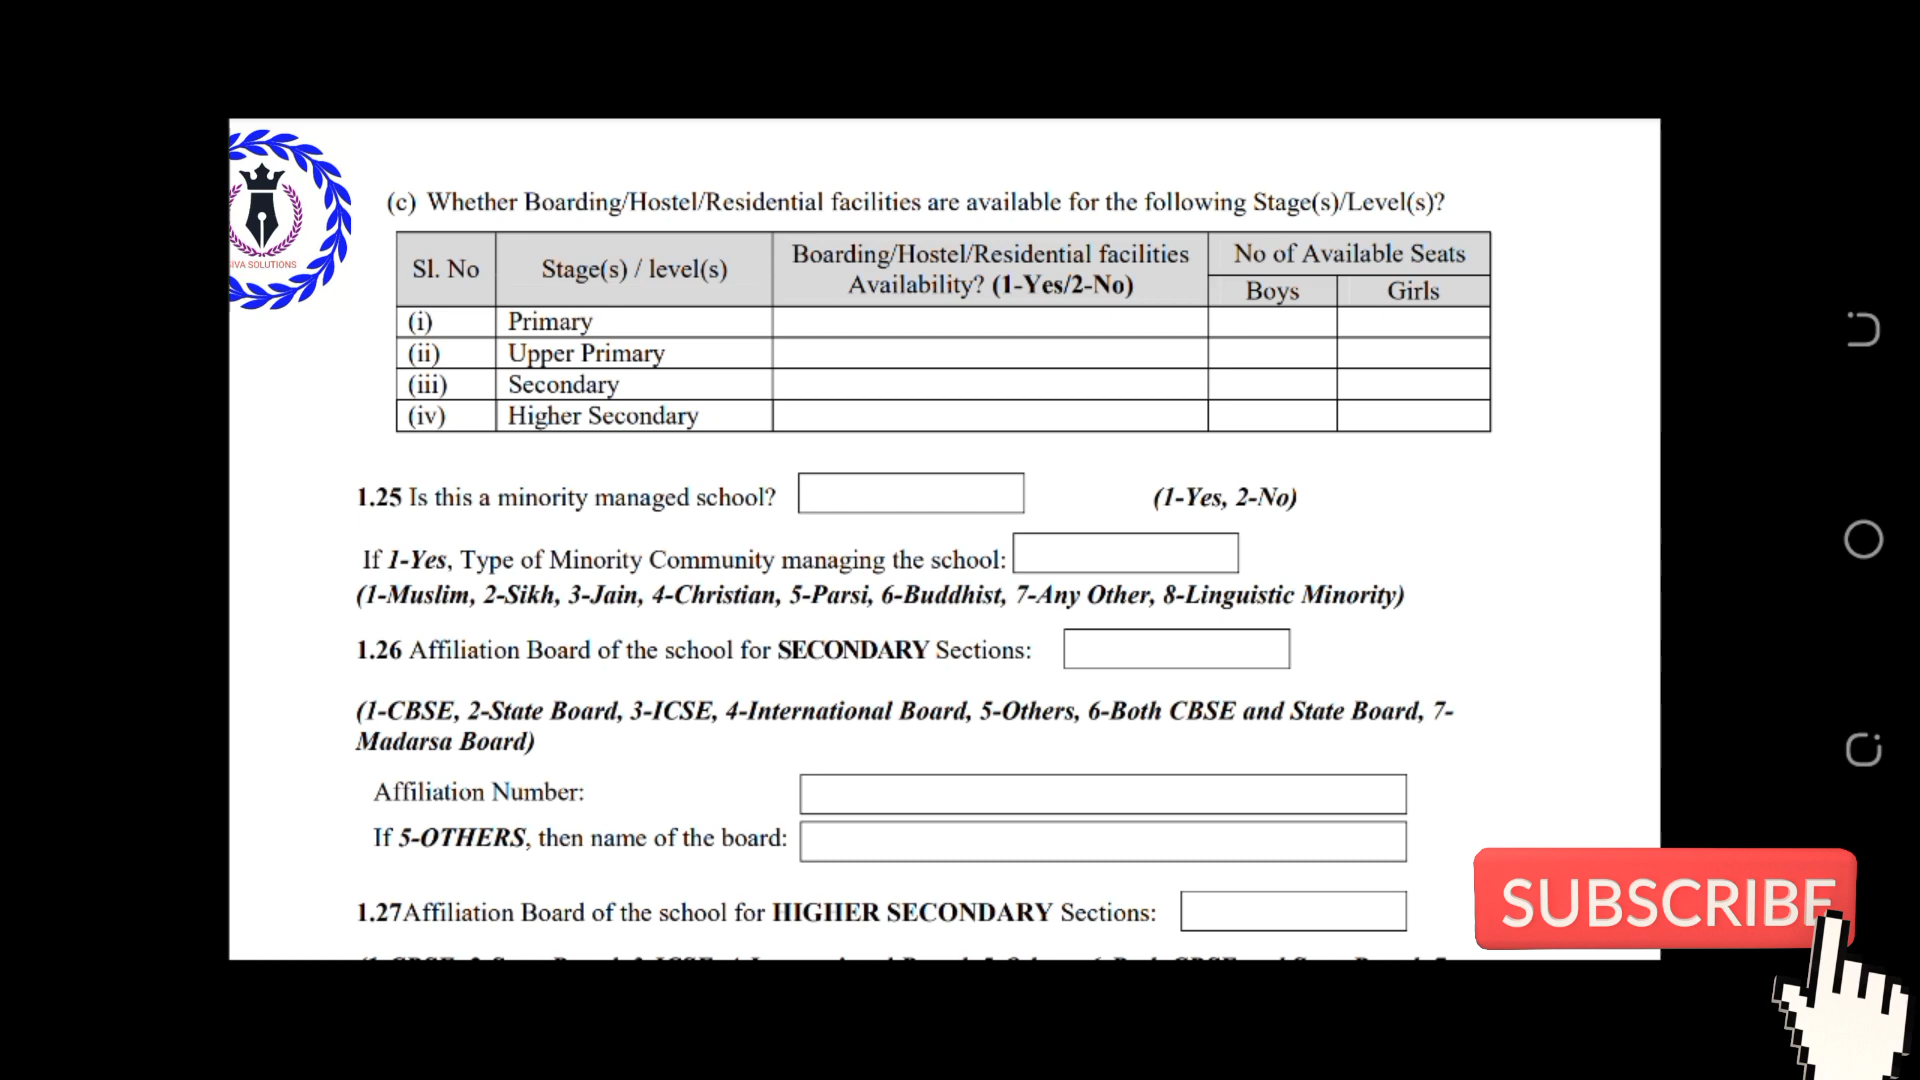 (c) Whether Boarding/Hostel/Residential facilities are available for the following Stage(s)/Level(s)?
Sl. No Stage(s) / level(s) Boarding/Hostel/Residential facilities Availability? (1-Yes/2-No) No of Available Seats
Boys Girls
(i) Primary
(ii) Upper Primary
(iii) Secondary
(iv) Higher Secondary
IVA SOLUTIONS
1.25 Is this a minority managed school? (1-Yes, 2-No)
If 1-Yes, Type of Minority Community managing the school:
(1-Muslim, 2-Sikh, 3-Jain, 4-Christian, 5-Parsi, 6-Buddhist, 7-Any Other, 8-Linguistic Minority)
1.26 Affiliation Board of the school for SECONDARY Sections:
(1-CBSE, 2-State Board, 3-ICSE, 4-International Board, 5-Others, 6-Both CBSE and State Board, 7-
Madarsa Board)
Affiliation Number:
If 5-OTHERS, then name of the board:
1.27Affiliation Board of the school for HIGHER SECONDARY Sections:
SUBSCRIBE